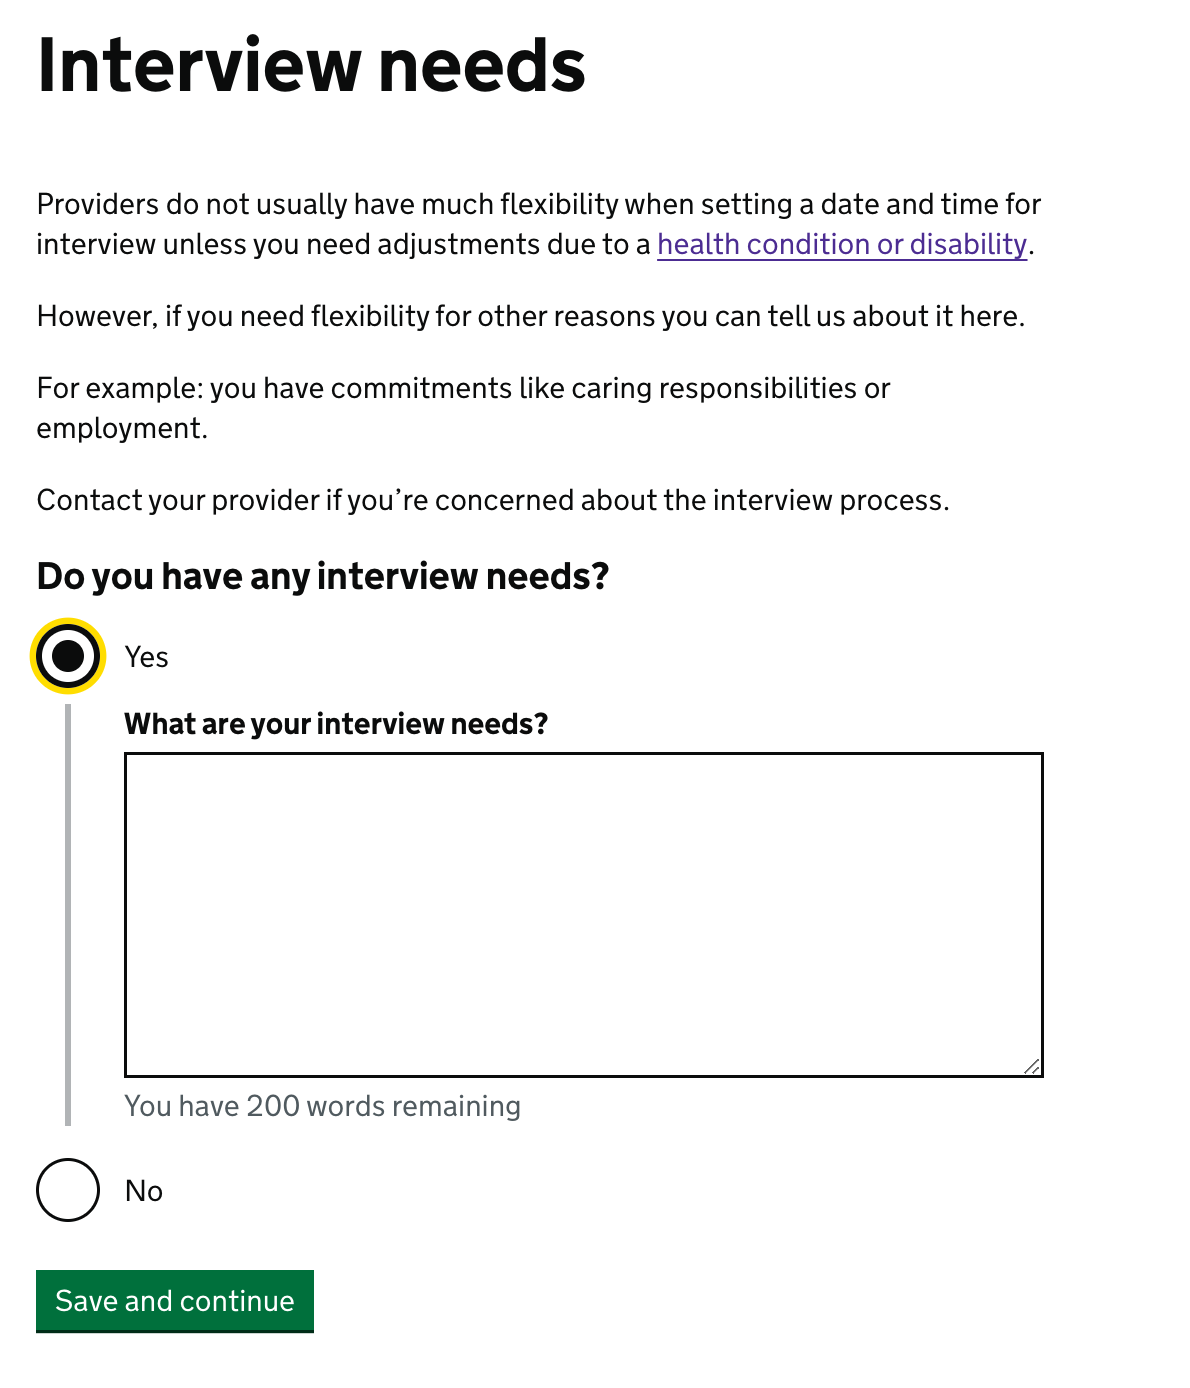 Interview needs
Providers do not usually have much flexibility when setting a date and time for
interview unless you need adjustments due to a health condition or disability.
However, if you need flexibility for other reasons you can tell us about it here.
For example: you have commitments like caring responsibilities or
employment.
Contact your provider if you’re concerned about the interview process.
Do you have any interview needs?
Yes
What are your interview needs?
You have 200 words remaining
No
Save and continue